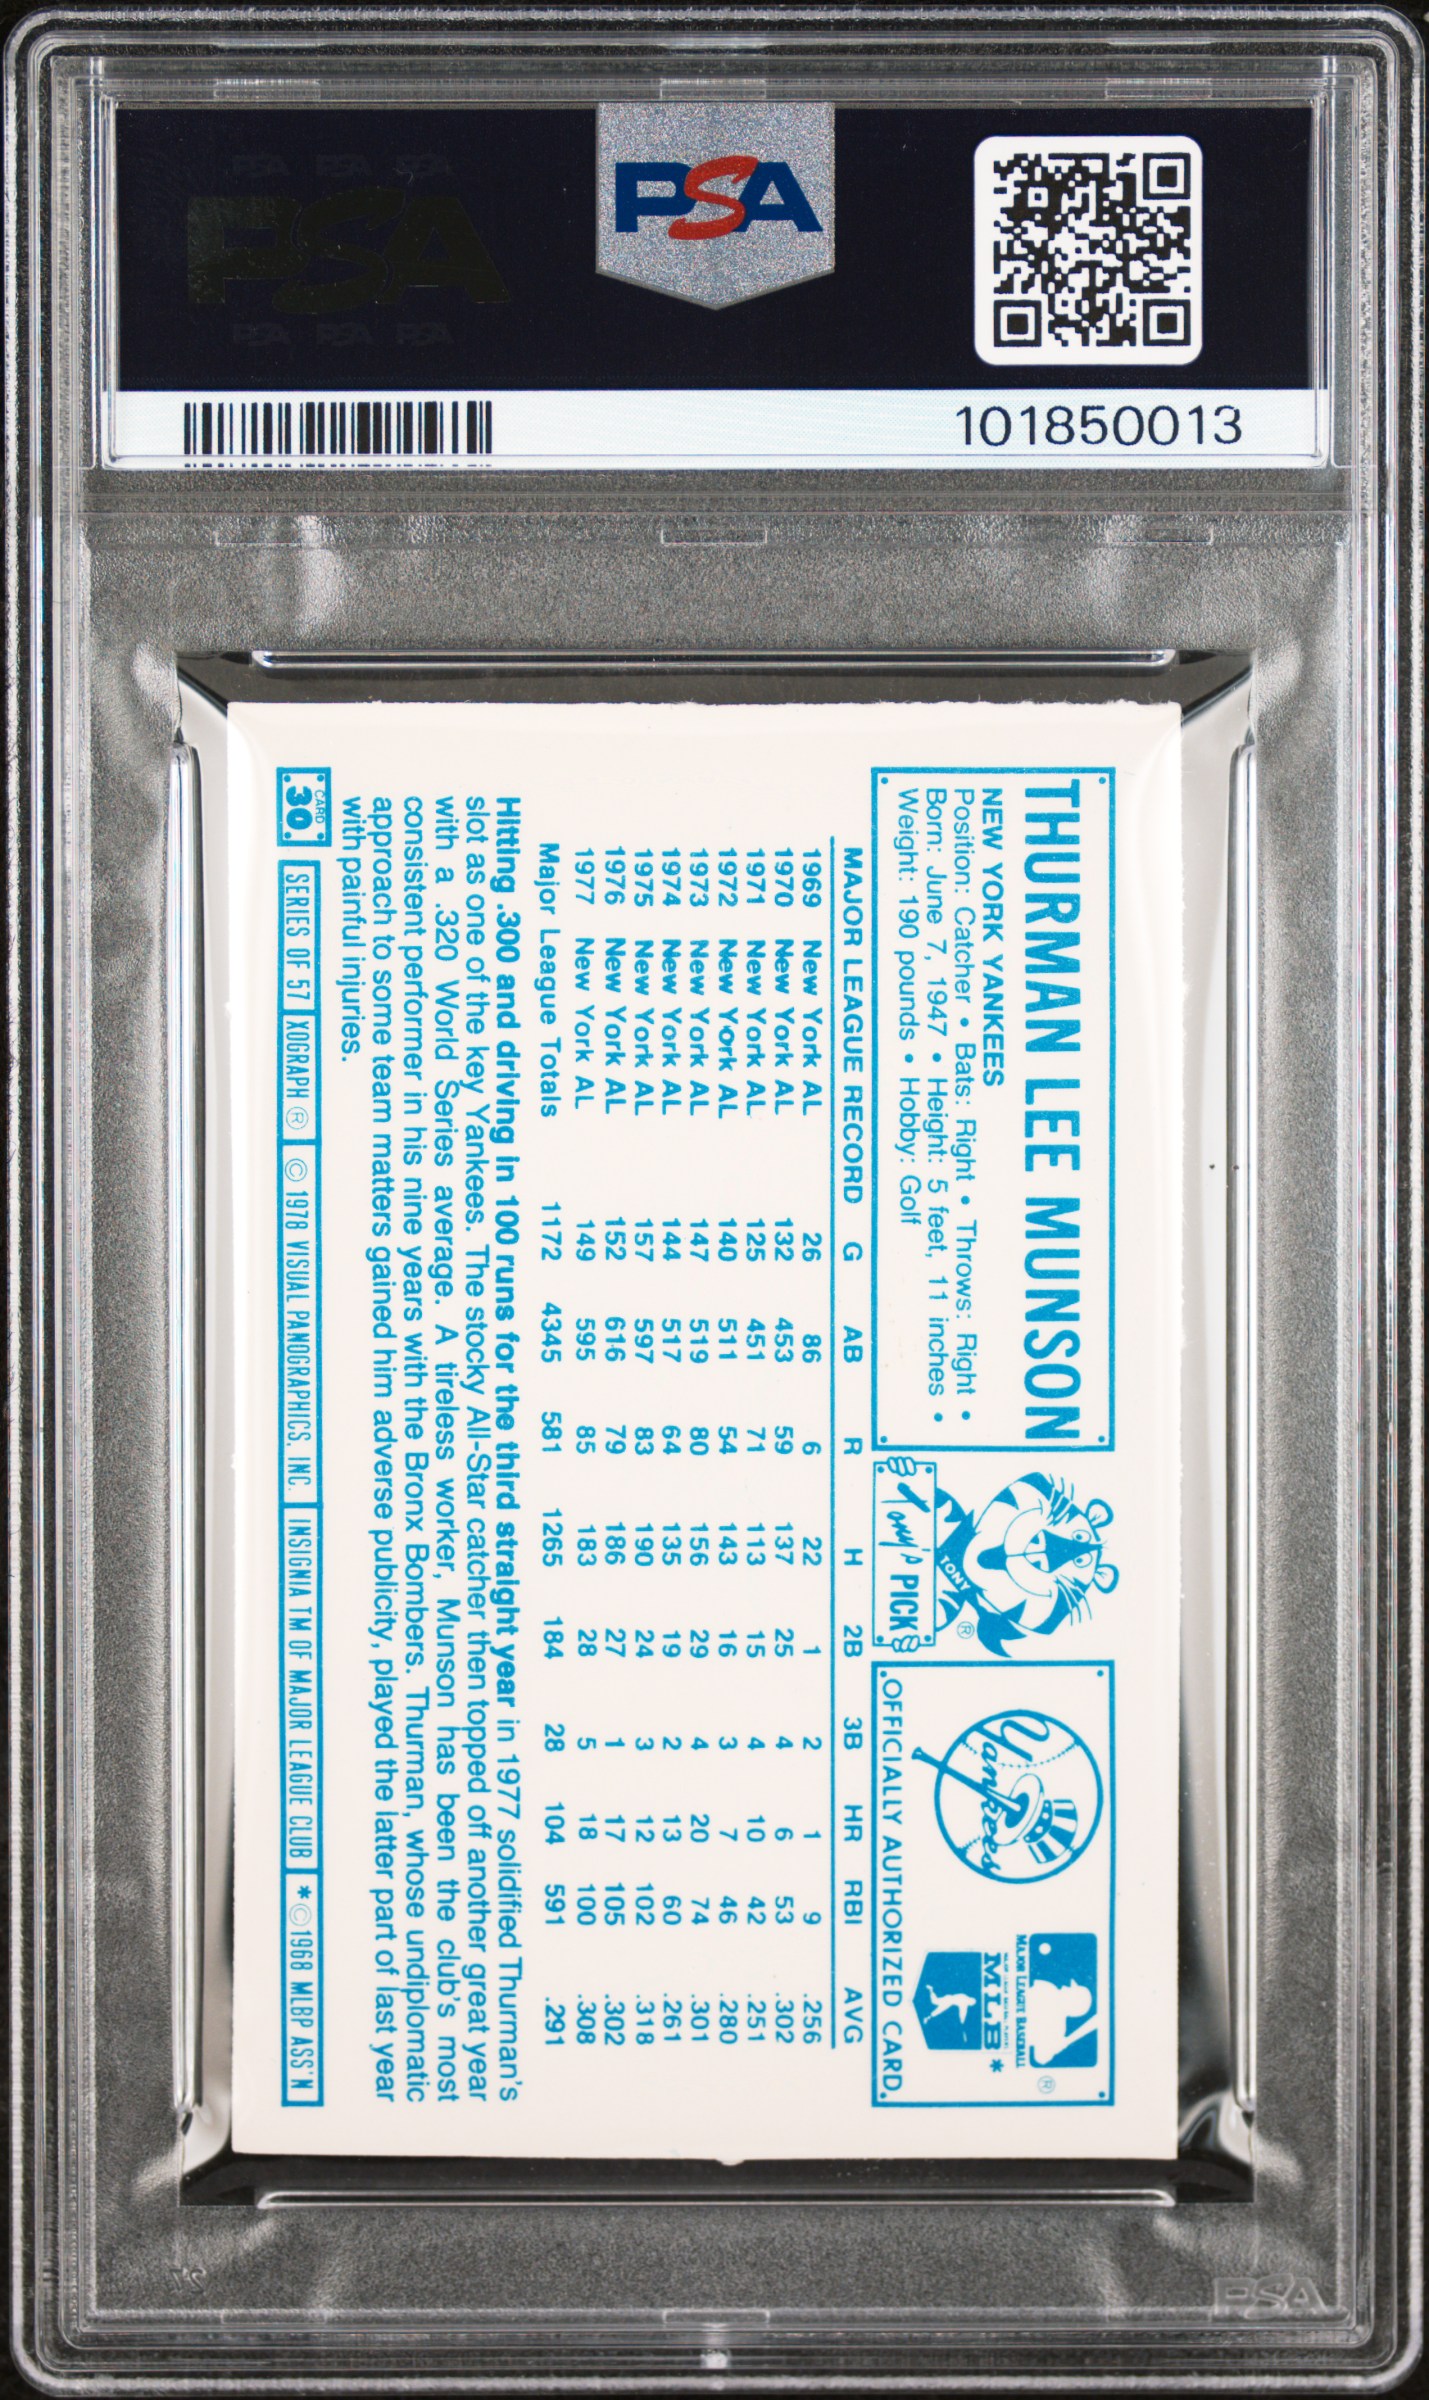 PSA PSA PSA
PSA
PSA PSA PSA
PSA
101850013
THURMAN LEE MUNSON
NEW YORK YANKEES
Position: Catcher • Bats: Right • Throws: Right •
Born: June 7, 1947 • Height: 5 feet, 11 inches •
Weight: 190 pounds • Hobby: Golf
TONY
®
Tony's PICK
Yankees
MAJOR LEAGUE BASEBALL
MLB*
®
OFFICIALLY AUTHORIZED CARD
MAJOR LEAGUE RECORD G AB R H 2B 3B HR RBI AVG
1969 New York AL 26 86 6 22 1 2 1 9 .256
1970 New York AL 132 453 59 137 25 4 6 53 .302
1971 New York AL 125 451 71 113 15 4 10 42 .251
1972 New York AL 140 511 54 143 16 3 7 46 .280
1973 New York AL 147 519 80 156 29 4 20 74 .301
1974 New York AL 144 517 64 135 19 2 13 60 .261
1975 New York AL 157 597 83 190 24 3 12 102 .318
1976 New York AL 152 616 79 186 27 1 17 105 .302
1977 New York AL 149 595 85 183 28 5 18 100 .308
Major League Totals 1172 4345 581 1265 184 28 104 591 .291
Hitting .300 and driving in 100 runs for the third straight year in 1977 solidified Thurman's
slot as one of the key Yankees. The stocky All-Star catcher then topped off another great year
with a .320 World Series average. A tireless worker, Munson has been the club's most
consistent performer in his nine years with the Bronx Bombers. Thurman, whose undiplomatic
approach to some team matters gained him adverse publicity, played the latter part of last year
with painful injuries.
CARD
30
SERIES OF 57 XOGRAPH ® © 1978 VISUAL PANOGRAPHICS, INC. INSIGNIA TM OF MAJOR LEAGUE CLUB *©1968 MLBP ASS'N
PSA